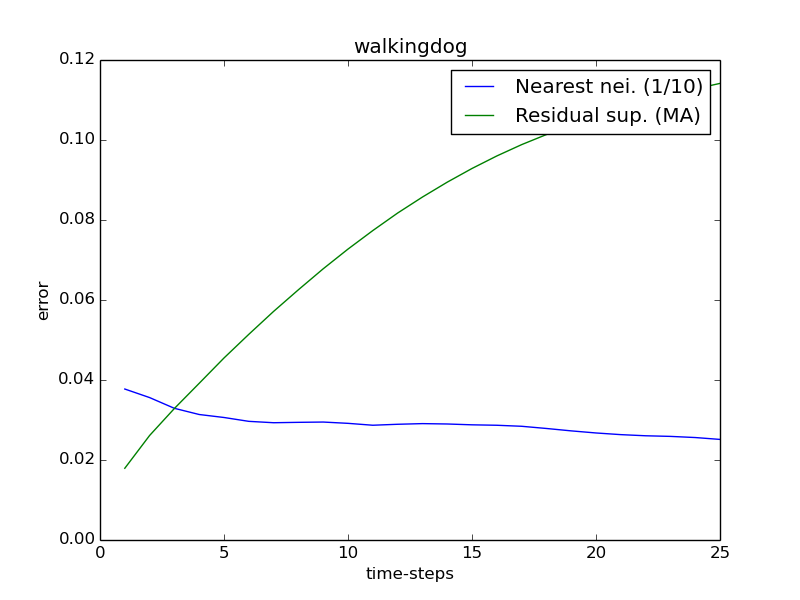 walkingdog
0.12
Nearest nei. (1/10)
Residual sup. (MA)
0.10
0.08
0.06
error
0.04
0.02
0.00
0 5 10 15 20 25
time-steps